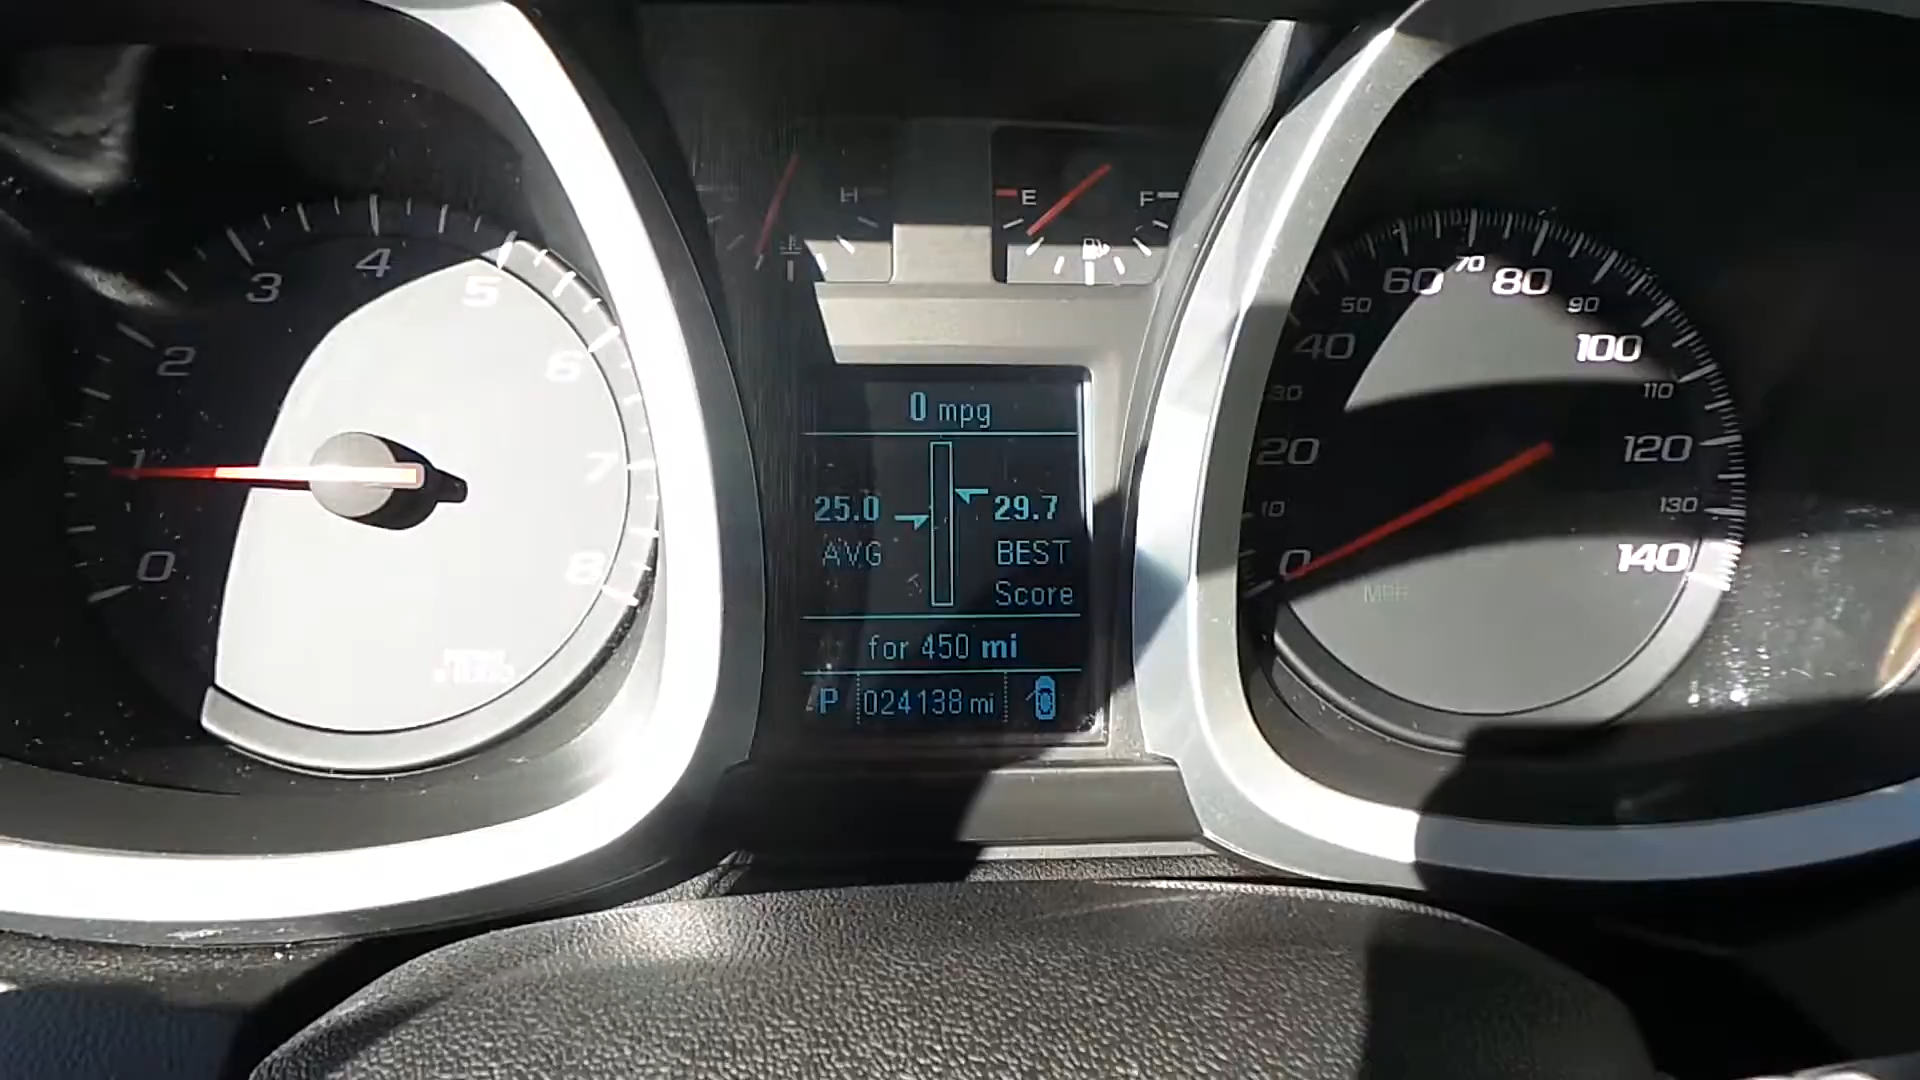 0 1 2 3 4 5 6 7 8
x1000
H
E F
0 mpg
25.0 29.7
AVG BEST
Score
for 450 mi
P 024138 mi
0 10 20 30 40 50 60 70 80 90 100 110 120 130 140
MPH